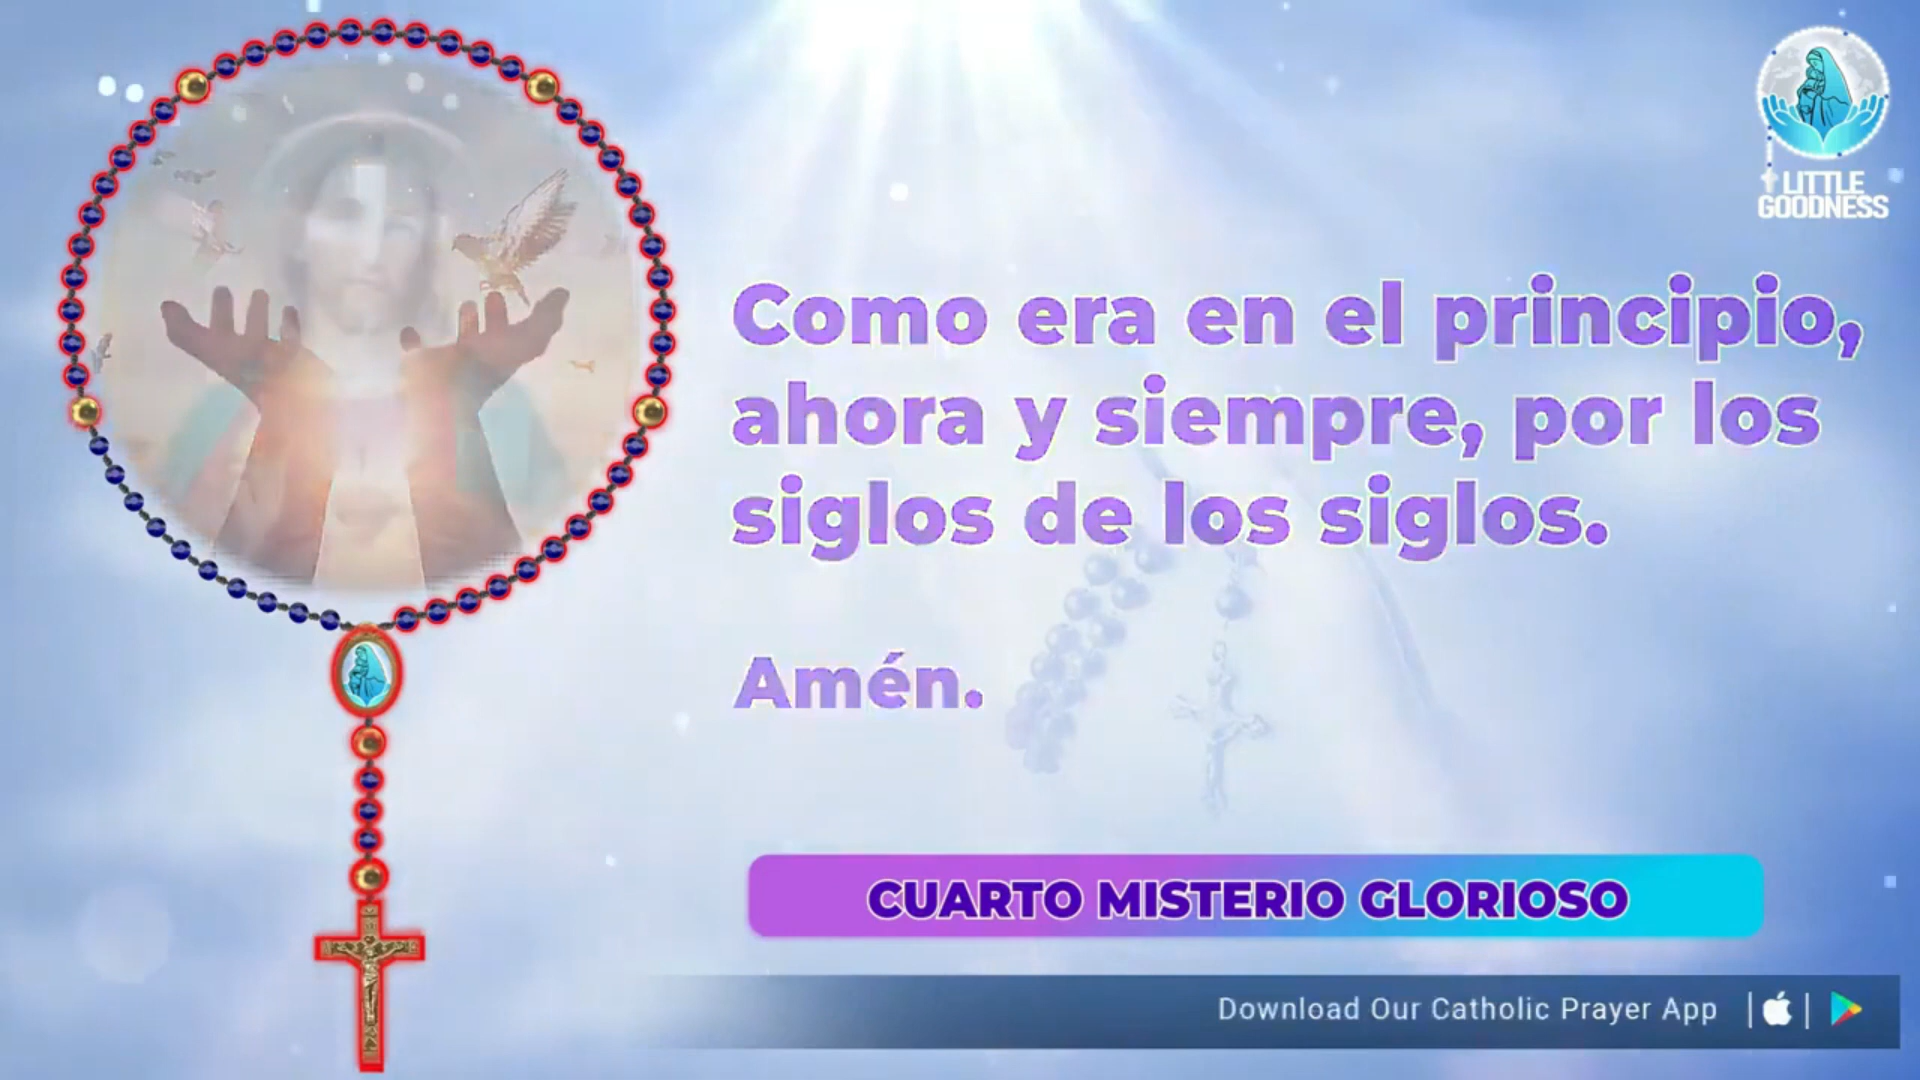 LITTLE
GOODNESS
Como era en el principio,
ahora y siempre, por los
siglos de los siglos.
Amén.
CUARTO MISTERIO GLORIOSO
Download Our Catholic Prayer App